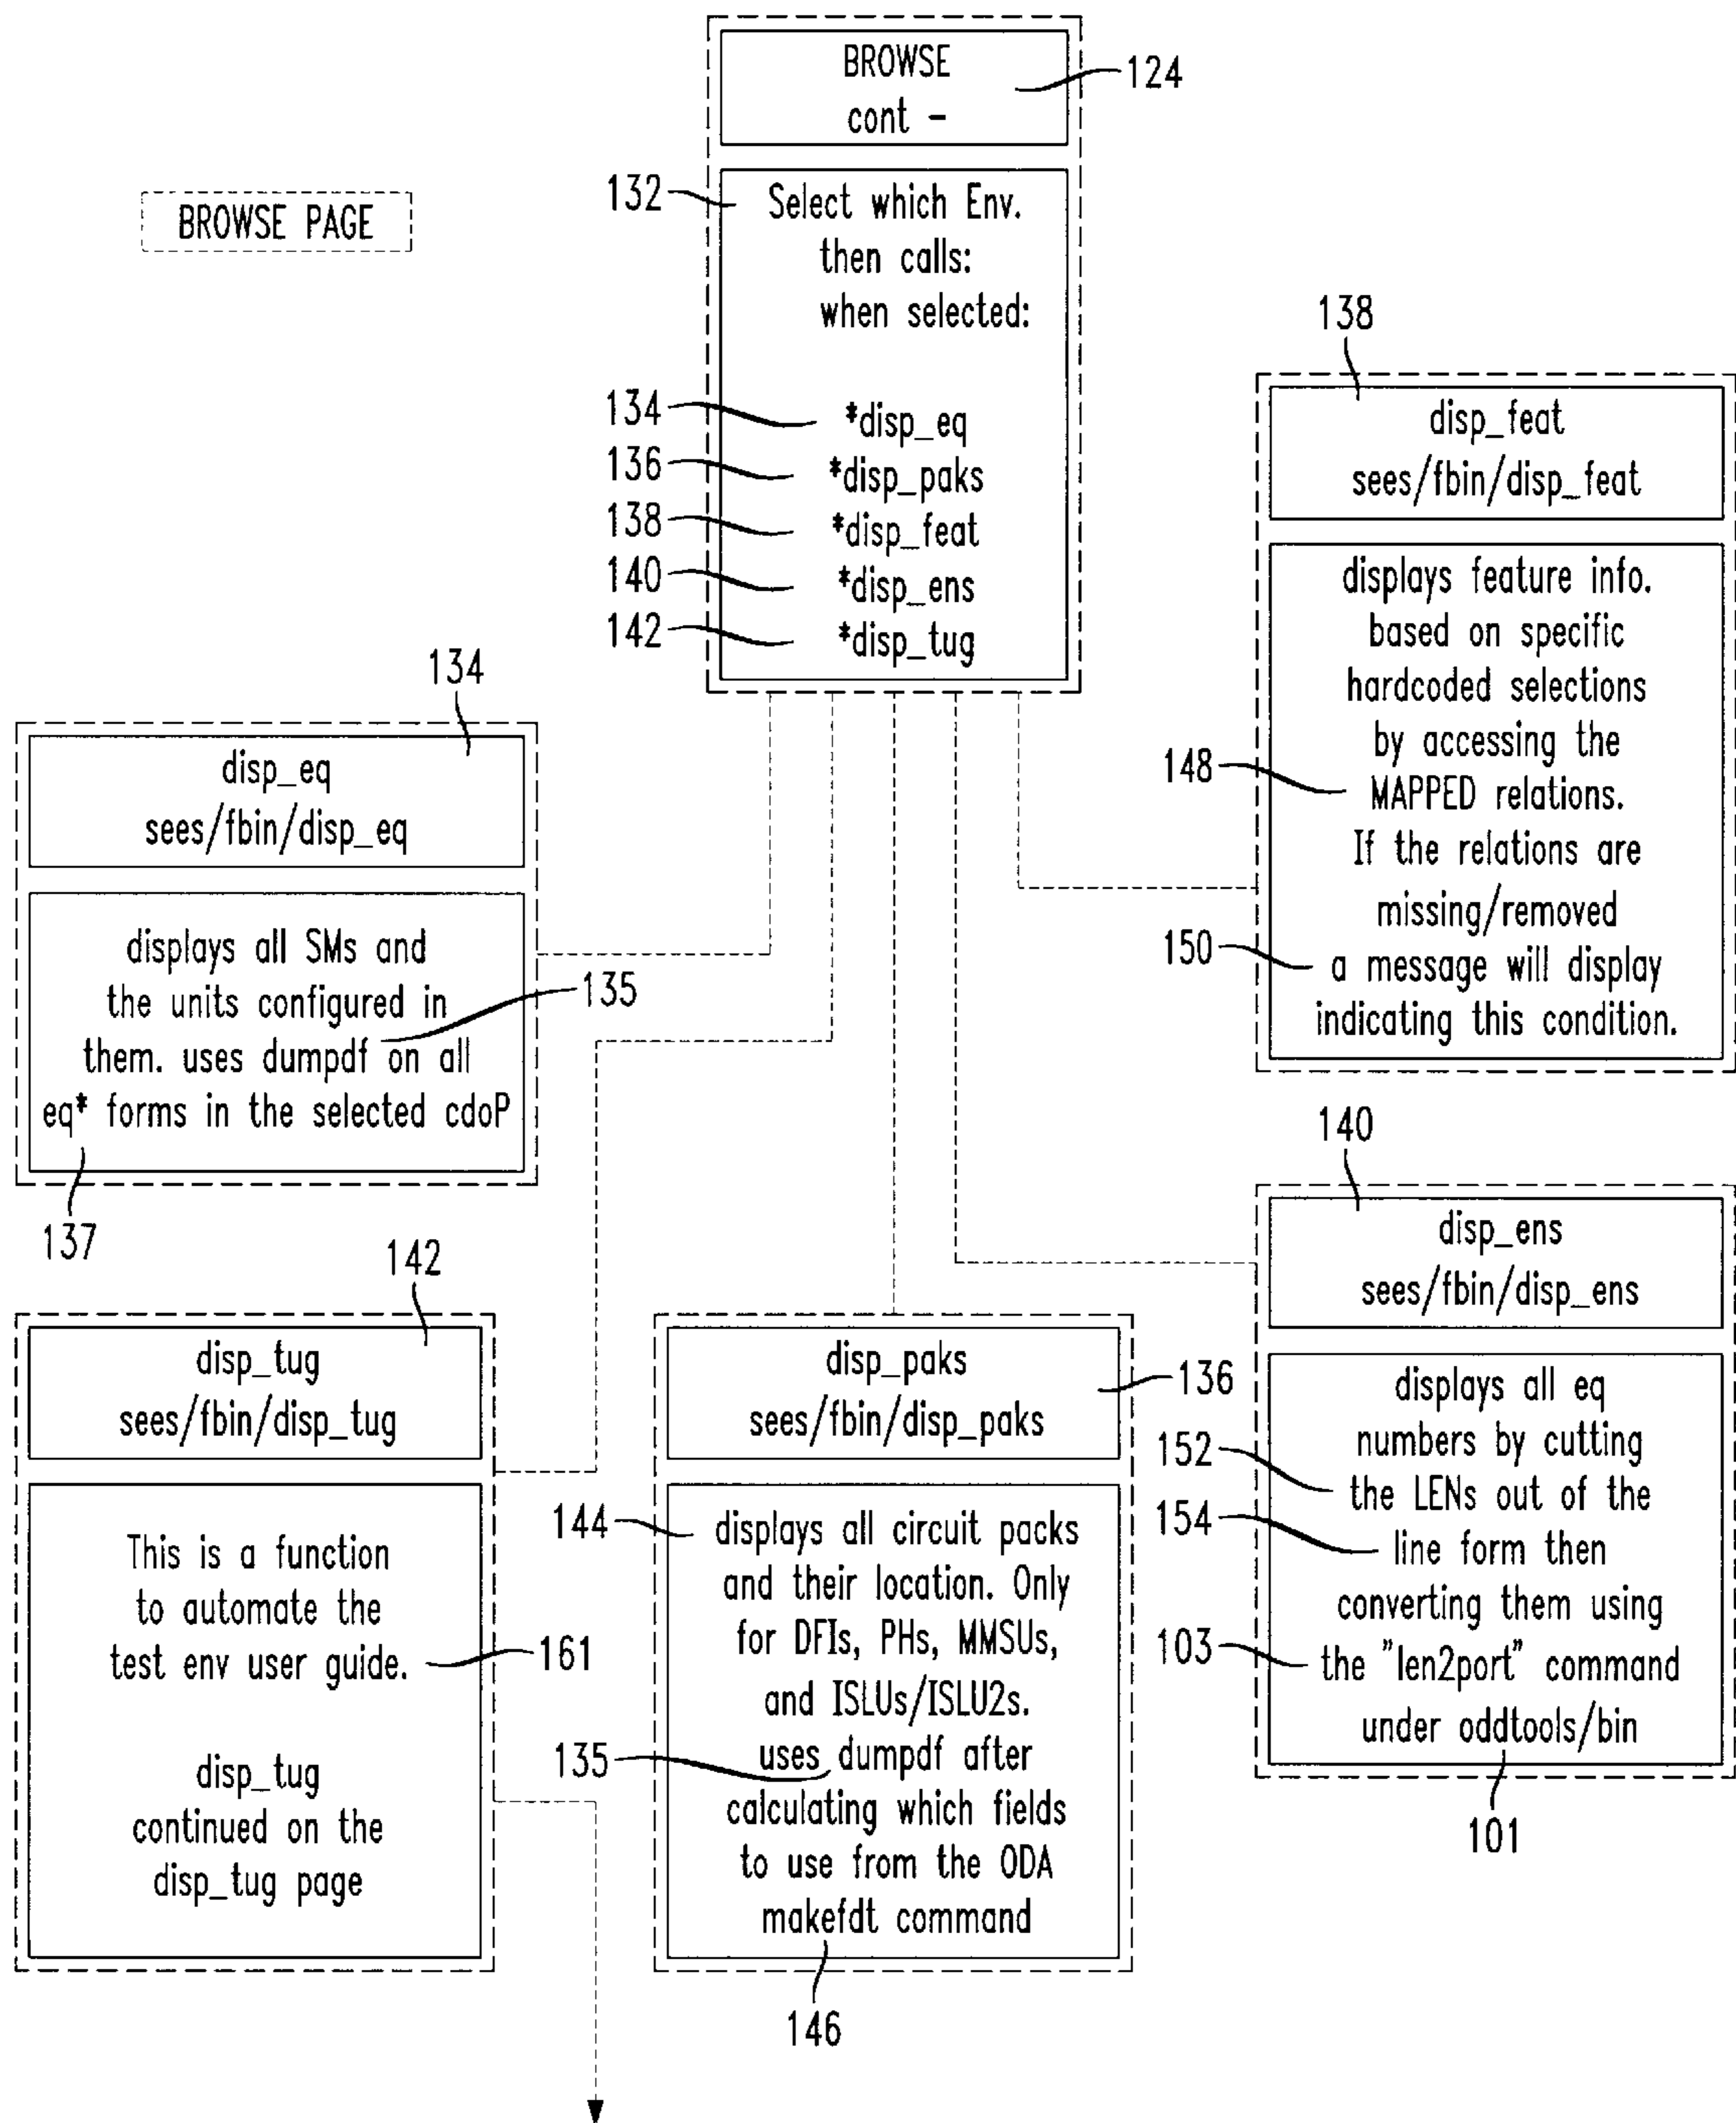 BROWSE
cont -
124
BROWSE PAGE
132
Select which Env.
then calls:
when selected:
134
*disp_eq
136
*disp_paks
138
*disp_feat
140
*disp_ens
142
*disp_tug
138
disp_feat
sees/fbin/disp_feat
displays feature info.
based on specific
hardcoded selections
by accessing the
148
MAPPED relations.
If the relations are
missing/removed
150
a message will display
indicating this condition.
134
disp_eq
sees/fbin/disp_eq
displays all SMs and
the units configured in
135
them. uses dumpdf on all
eq* forms in the selected cdoP
137
140
disp_ens
sees/fbin/disp_ens
displays all eq
numbers by cutting
152
the LENs out of the
154
line form then
converting them using
103
the "len2port" command
under oddtools/bin
101
142
disp_tug
sees/fbin/disp_tug
This is a function
to automate the
test env user guide.
161
disp_tug
continued on the
disp_tug page
disp_paks
136
sees/fbin/disp_paks
144
displays all circuit packs
and their location. Only
for DFIs, PHs, MMSUs,
and ISLUs/ISLU2s.
135
uses dumpdf after
calculating which fields
to use from the ODA
makefdt command
146